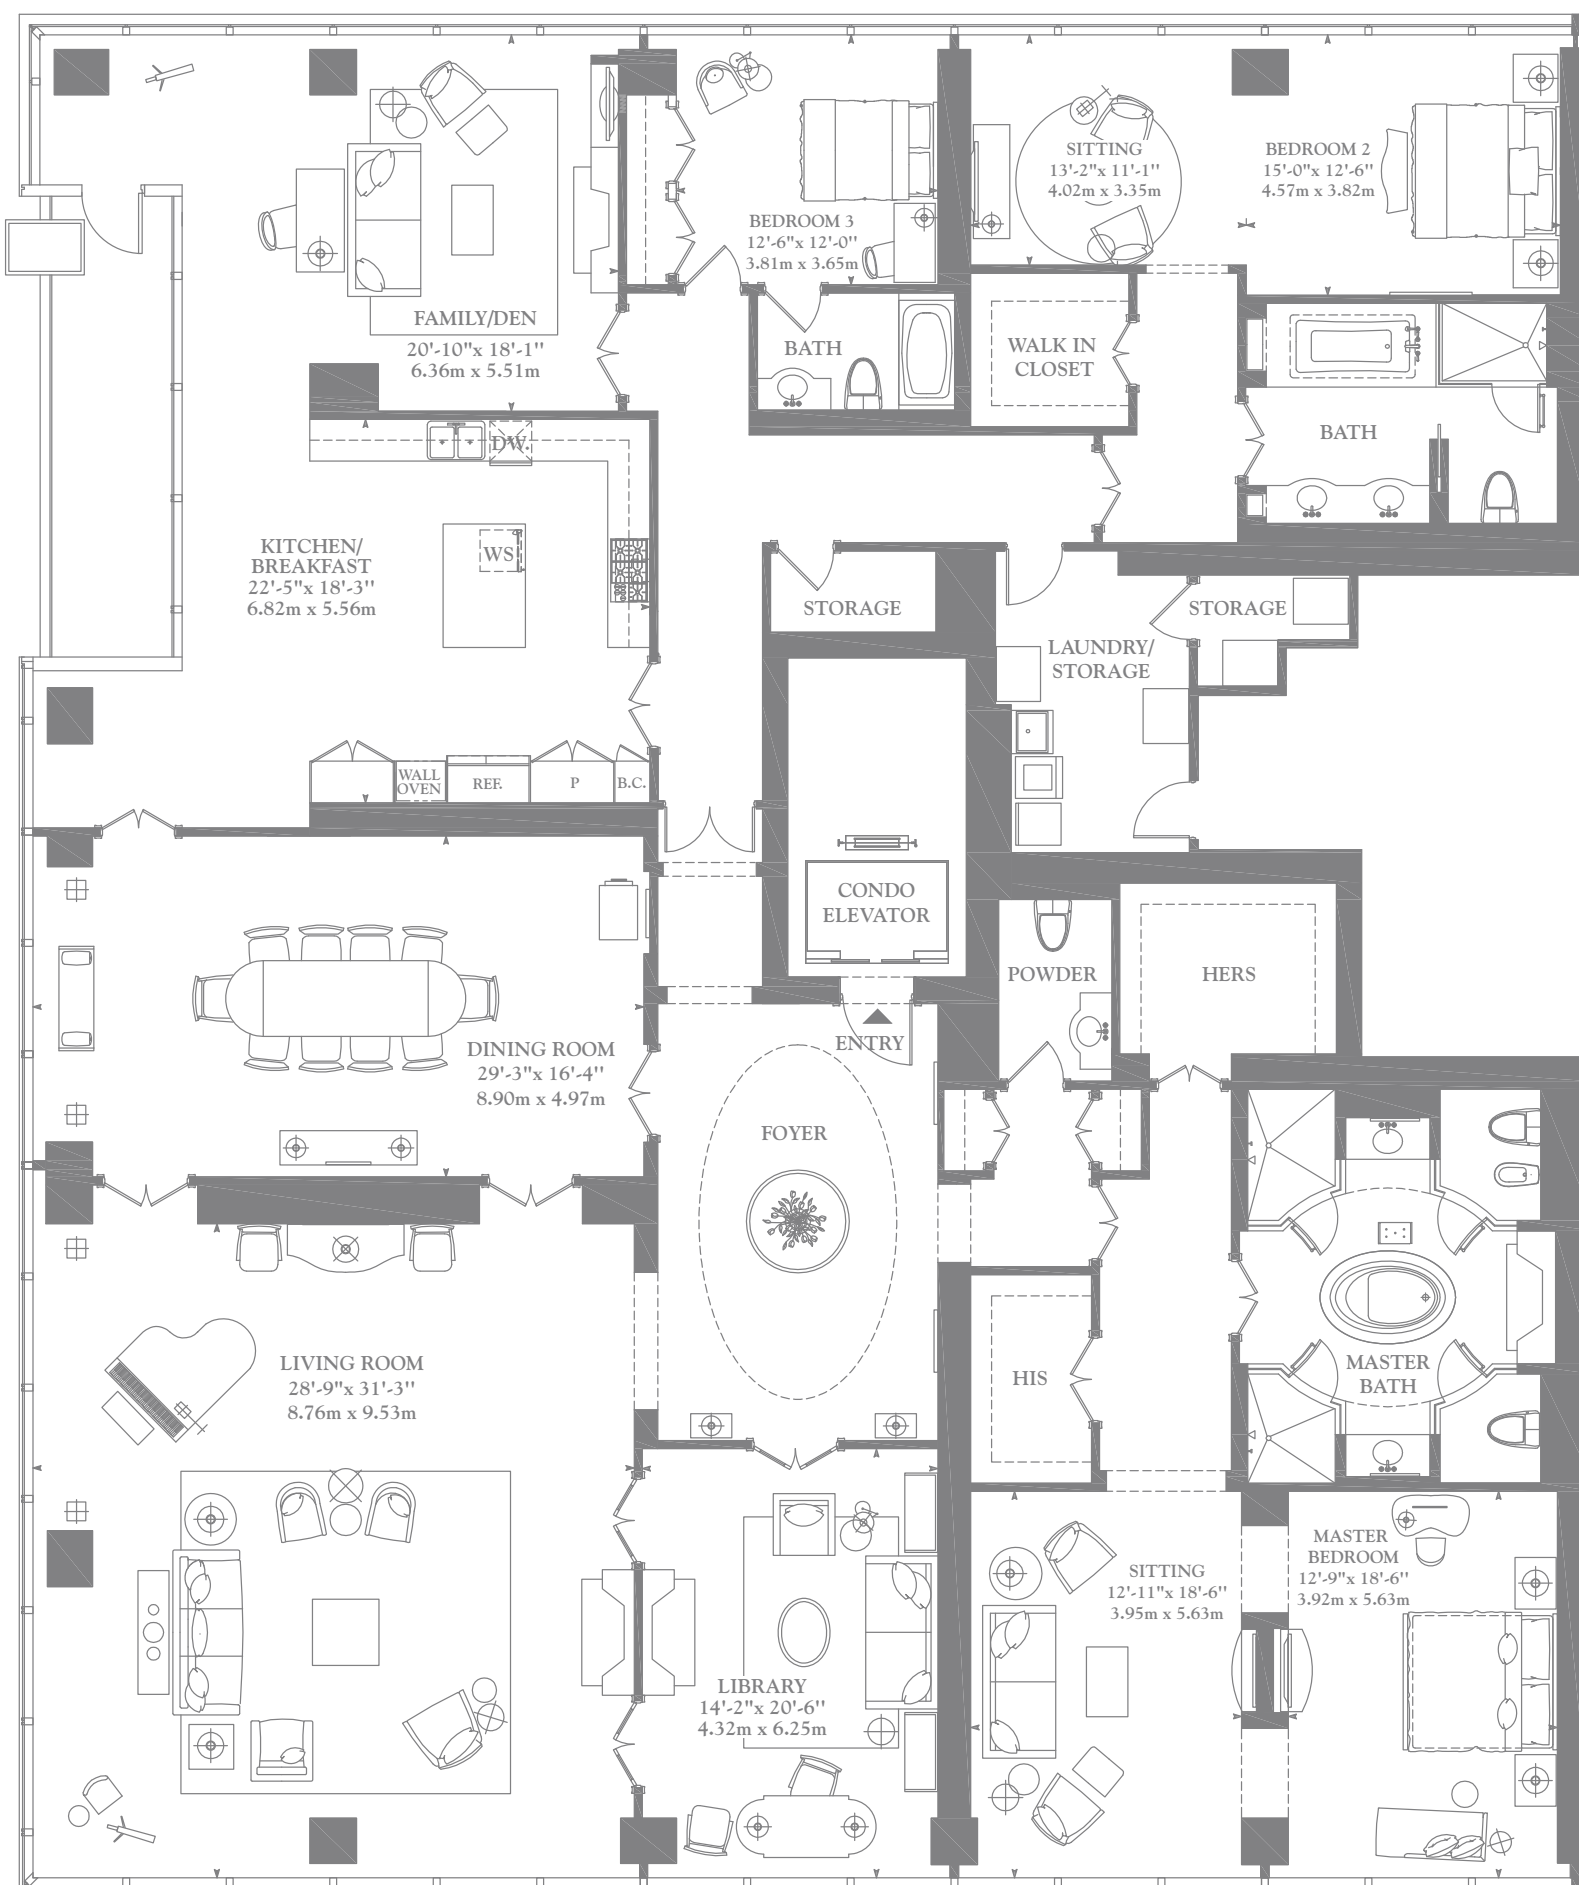 SITTING
13'-2"x 11'-1''
4.02m x 3.35m
BEDROOM 2
15'-0"x 12'-6''
4.57m x 3.82m
BEDROOM 3
12'-6"x 12'-0''
3.81m x 3.65m
FAMILY/DEN
20'-10"x 18'-1''
6.36m x 5.51m
BATH
WALK IN
CLOSET
BATH
DW.
KITCHEN/
BREAKFAST
22'-5"x 18'-3''
6.82m x 5.56m
WS
STORAGE
STORAGE
LAUNDRY/
STORAGE
WALL
OVEN
REF.
P
B.C.
CONDO
ELEVATOR
POWDER
HERS
ENTRY
DINING ROOM
29'-3"x 16'-4''
8.90m x 4.97m
FOYER
LIVING ROOM
28'-9"x 31'-3''
8.76m x 9.53m
HIS
MASTER
BATH
MASTER
BEDROOM
12'-9"x 18'-6''
3.92m x 5.63m
SITTING
12'-11"x 18'-6''
3.95m x 5.63m
LIBRARY
14'-2"x 20'-6''
4.32m x 6.25m